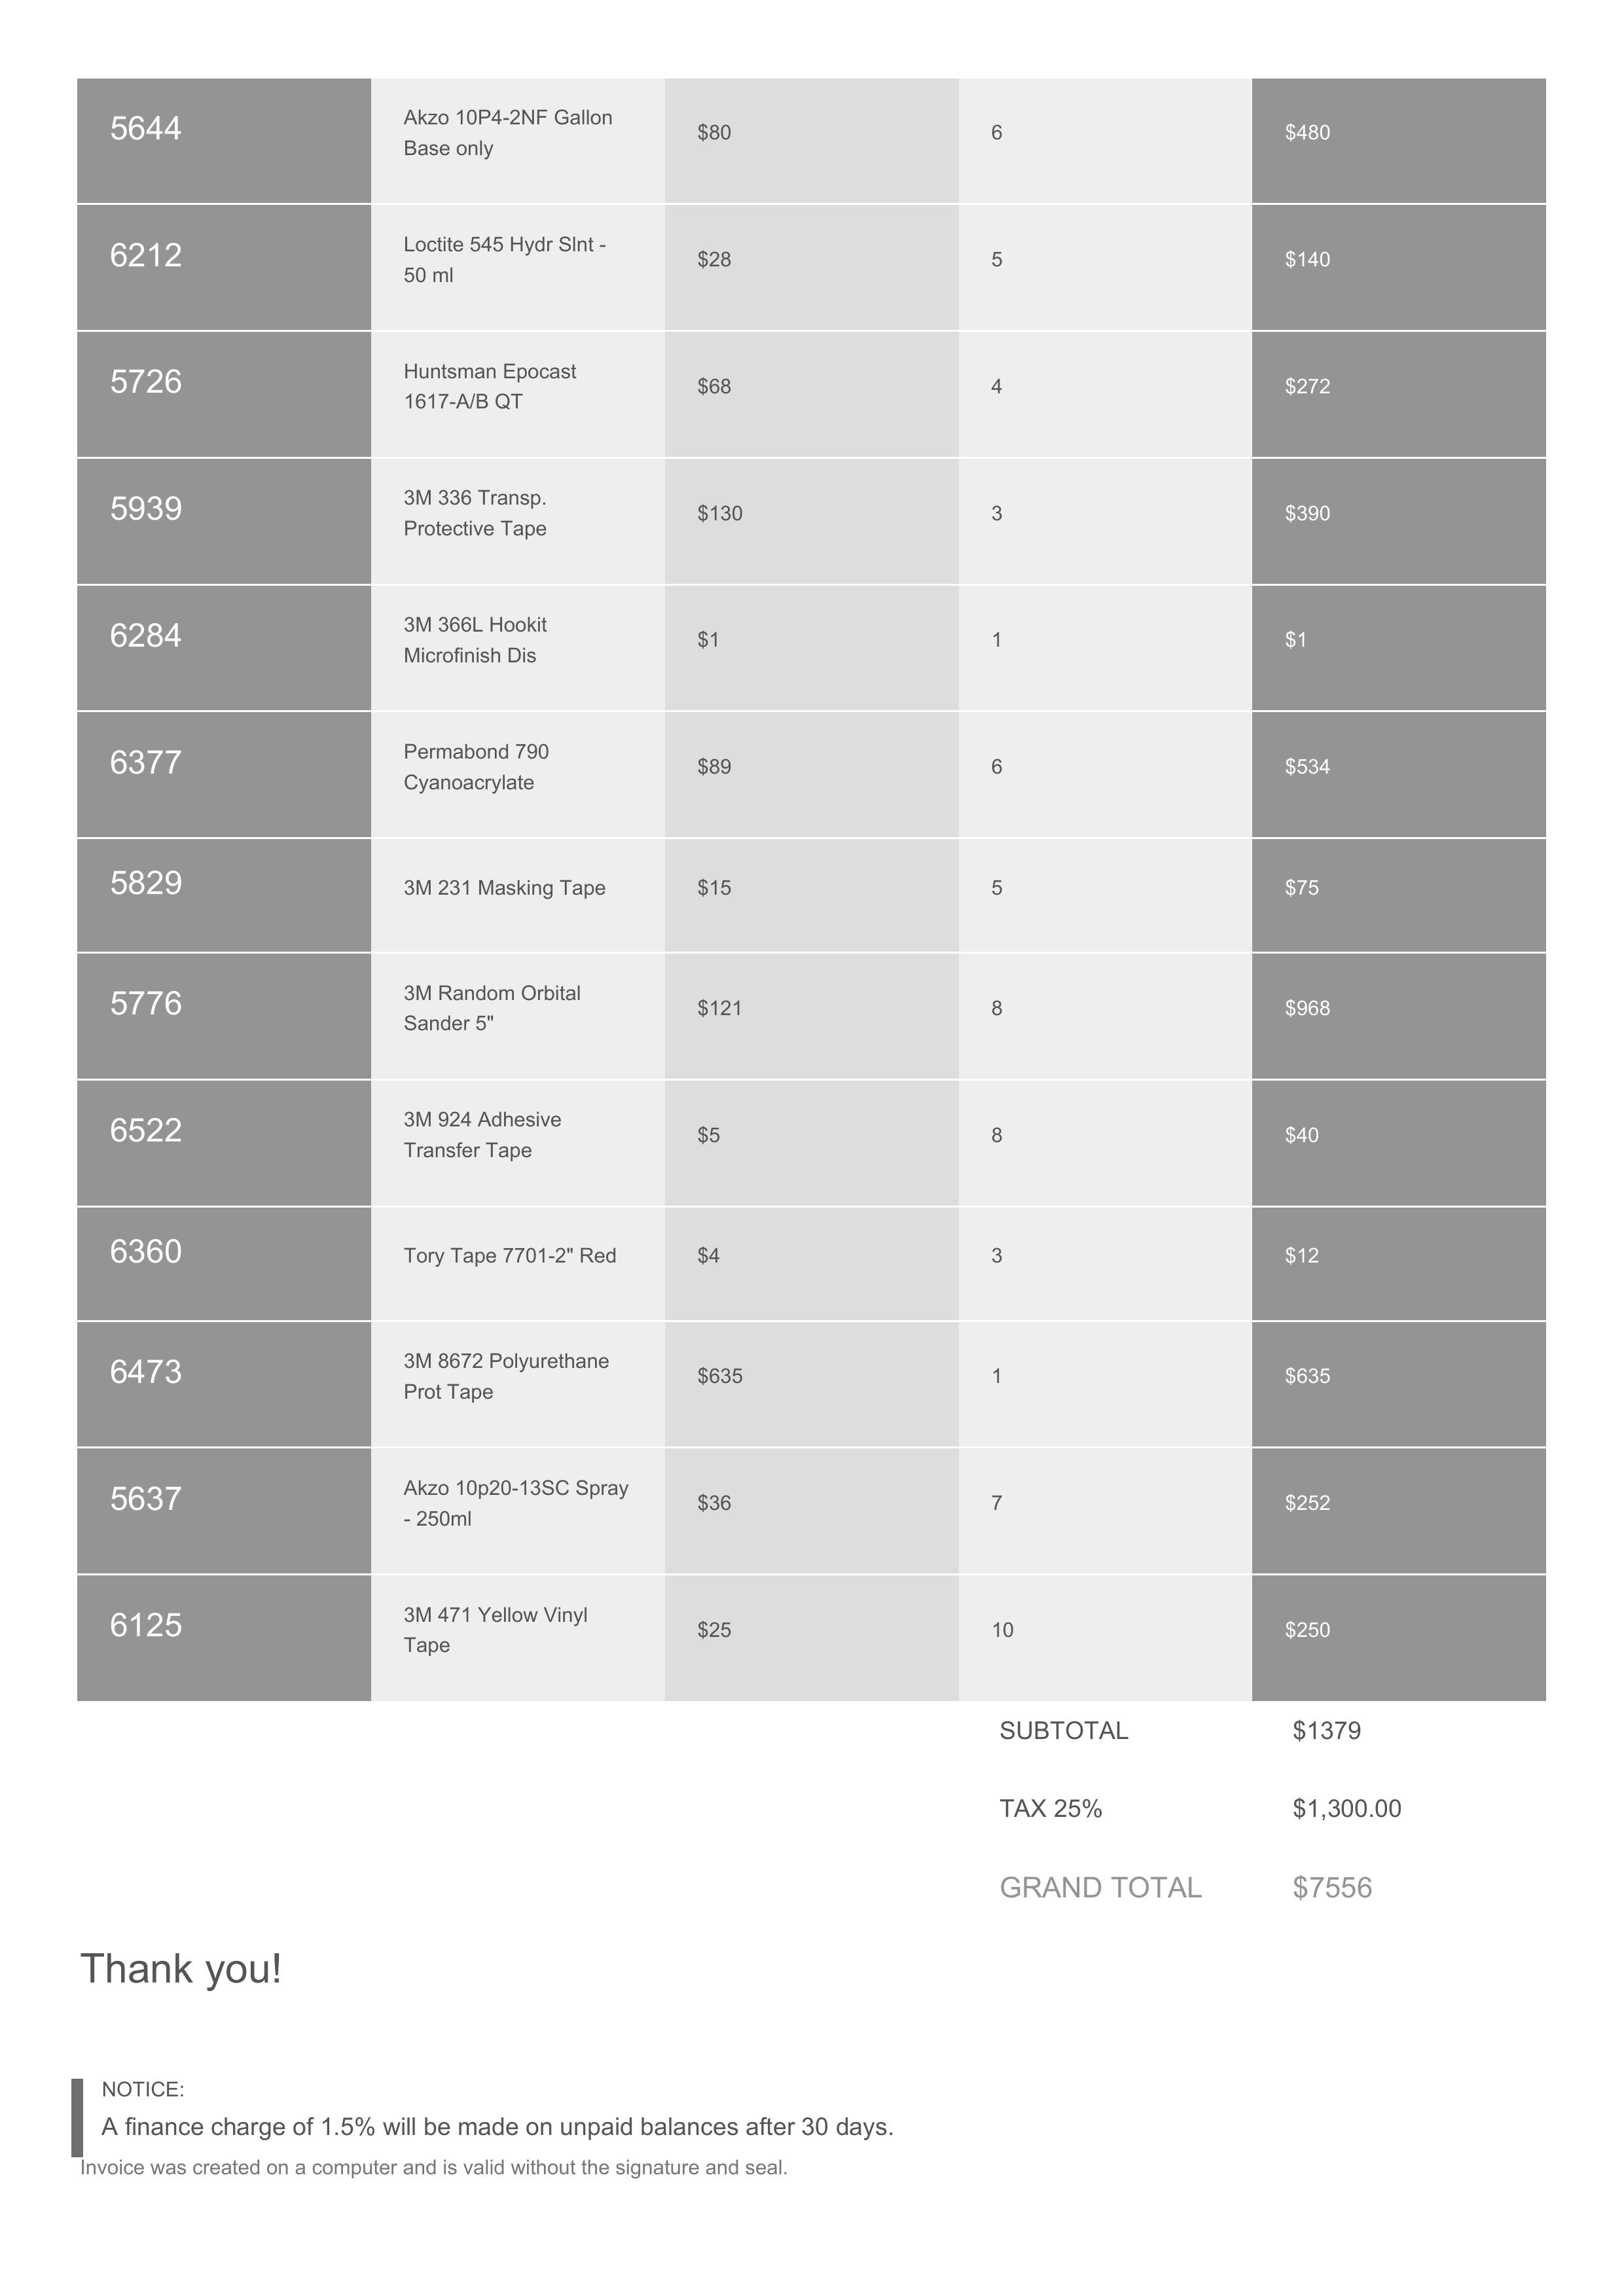 5644
Akzo 10P4-2NF Gallon
Base only
$80
6
$480
6212
Loctite 545 Hydr Slnt -
50 ml
$28
5
$140
5726
Huntsman Epocast
1617-A/B QT
$68
4
$272
5939
3M 336 Transp.
Protective Tape
$130
3
$390
6284
3M 366L Hookit
Microfinish Dis
$1
1
$1
6377
Permabond 790
Cyanoacrylate
$89
6
$534
5829
3M 231 Masking Tape
$15
5
$75
5776
3M Random Orbital
Sander 5"
$121
8
$968
6522
3M 924 Adhesive
Transfer Tape
$5
8
$40
6360
Tory Tape 7701-2" Red
$4
3
$12
6473
3M 8672 Polyurethane
Prot Tape
$635
1
$635
5637
Akzo 10p20-13SC Spray
- 250ml
$36
7
$252
6125
3M 471 Yellow Vinyl
Tape
$25
10
$250
SUBTOTAL $1379
TAX 25% $1,300.00
GRAND TOTAL $7556
Thank you!
NOTICE:
A finance charge of 1.5% will be made on unpaid balances after 30 days.
Invoice was created on a computer and is valid without the signature and seal.